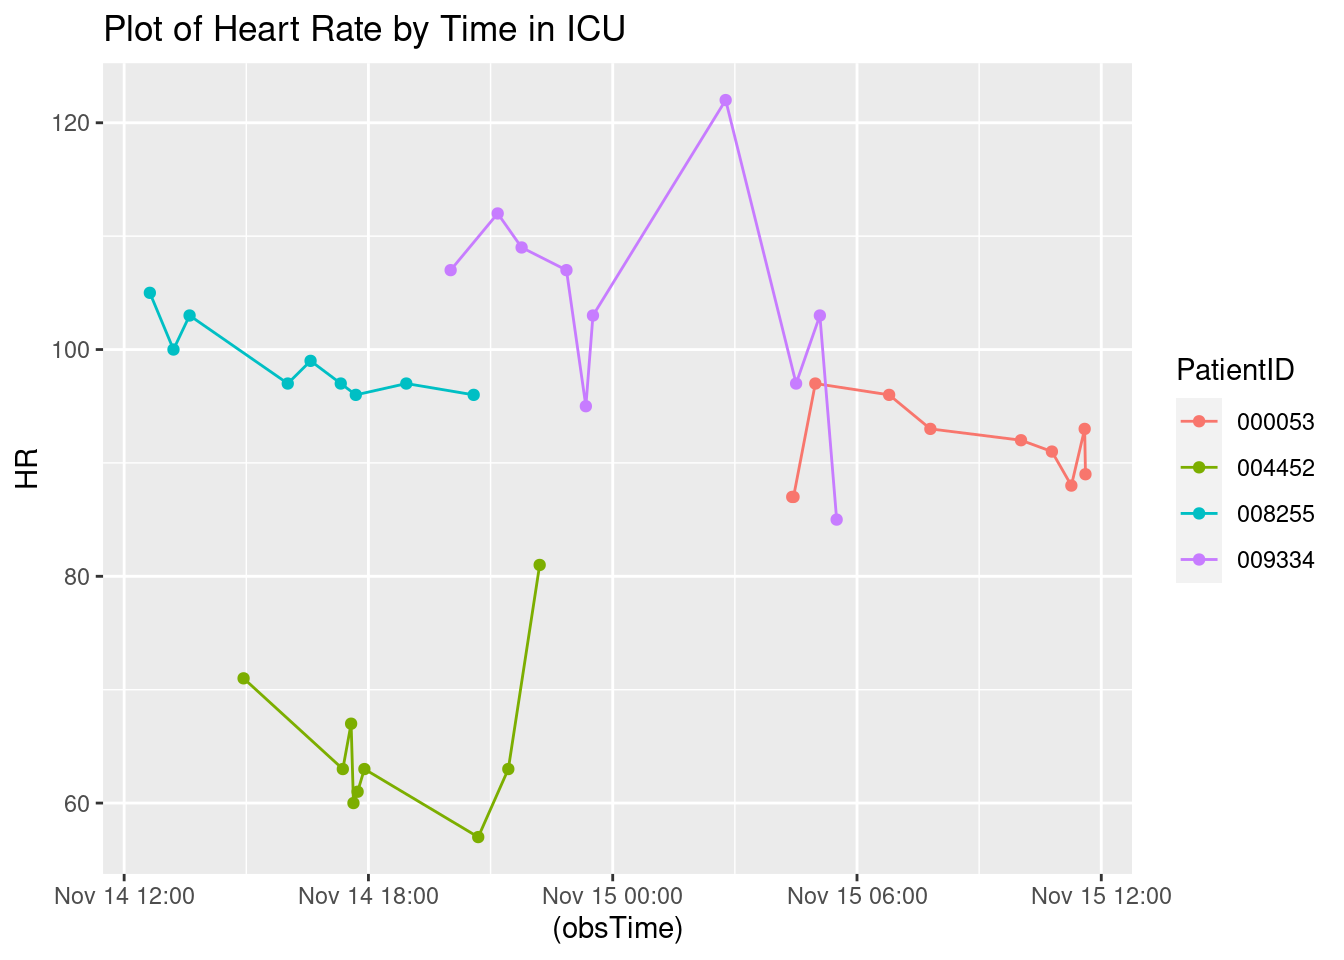 Plot of Heart Rate by Time in ICU
120
100
80
60
HR
Nov 14 12:00
Nov 14 18:00
Nov 15 00:00
Nov 15 06:00
Nov 15 12:00
(obsTime)
PatientID
000053
004452
008255
009334